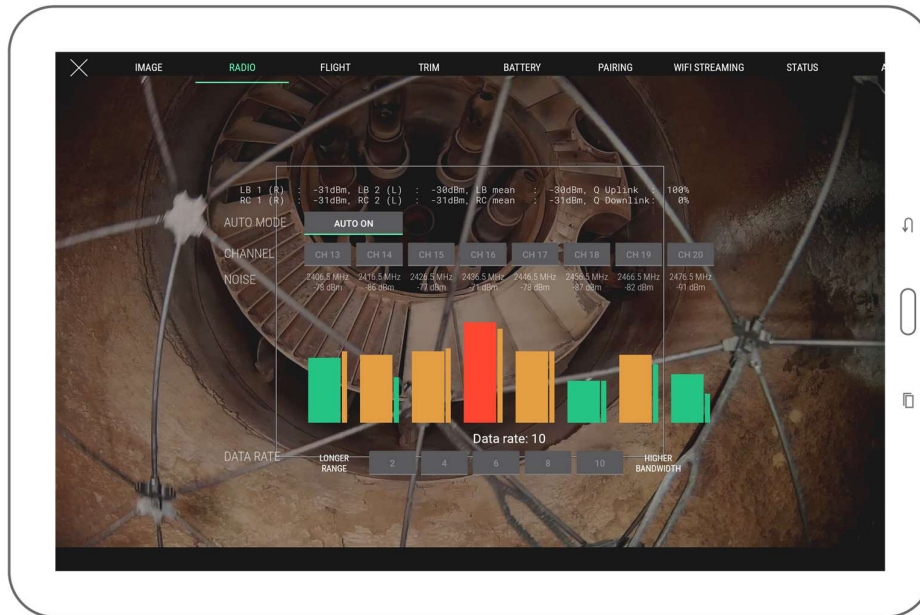 IMAGE RADIO FLIGHT TRIM BATTERY PAIRING WIFI STREAMING STATUS A
LB 1 (R) : -31dBm, LB 2 (L) : -30dBm, LB mean : -30dBm, Q Uplink : 100%
RC 1 (R) : -31dBm, RC 2 (L) : -31dBm, RC mean : -31dBm, Q Downlink: 0%
AUTO MODE AUTO ON
CHANNEL CH 13 CH 14 CH 15 CH 16 CH 17 CH 18 CH 19 CH 20
NOISE 2406.5 MHz 2416.5 MHz 2426.5 MHz 2436.5 MHz 2446.5 MHz 2456.5 MHz 2466.5 MHz 2476.5 MHz
-78 dBm -86 dBm -77 dBm -71 dBm -78 dBm -87 dBm -82 dBm -91 dBm
Data rate: 10
DATA RATE LONGER RANGE 2 4 6 8 10 HIGHER BANDWIDTH